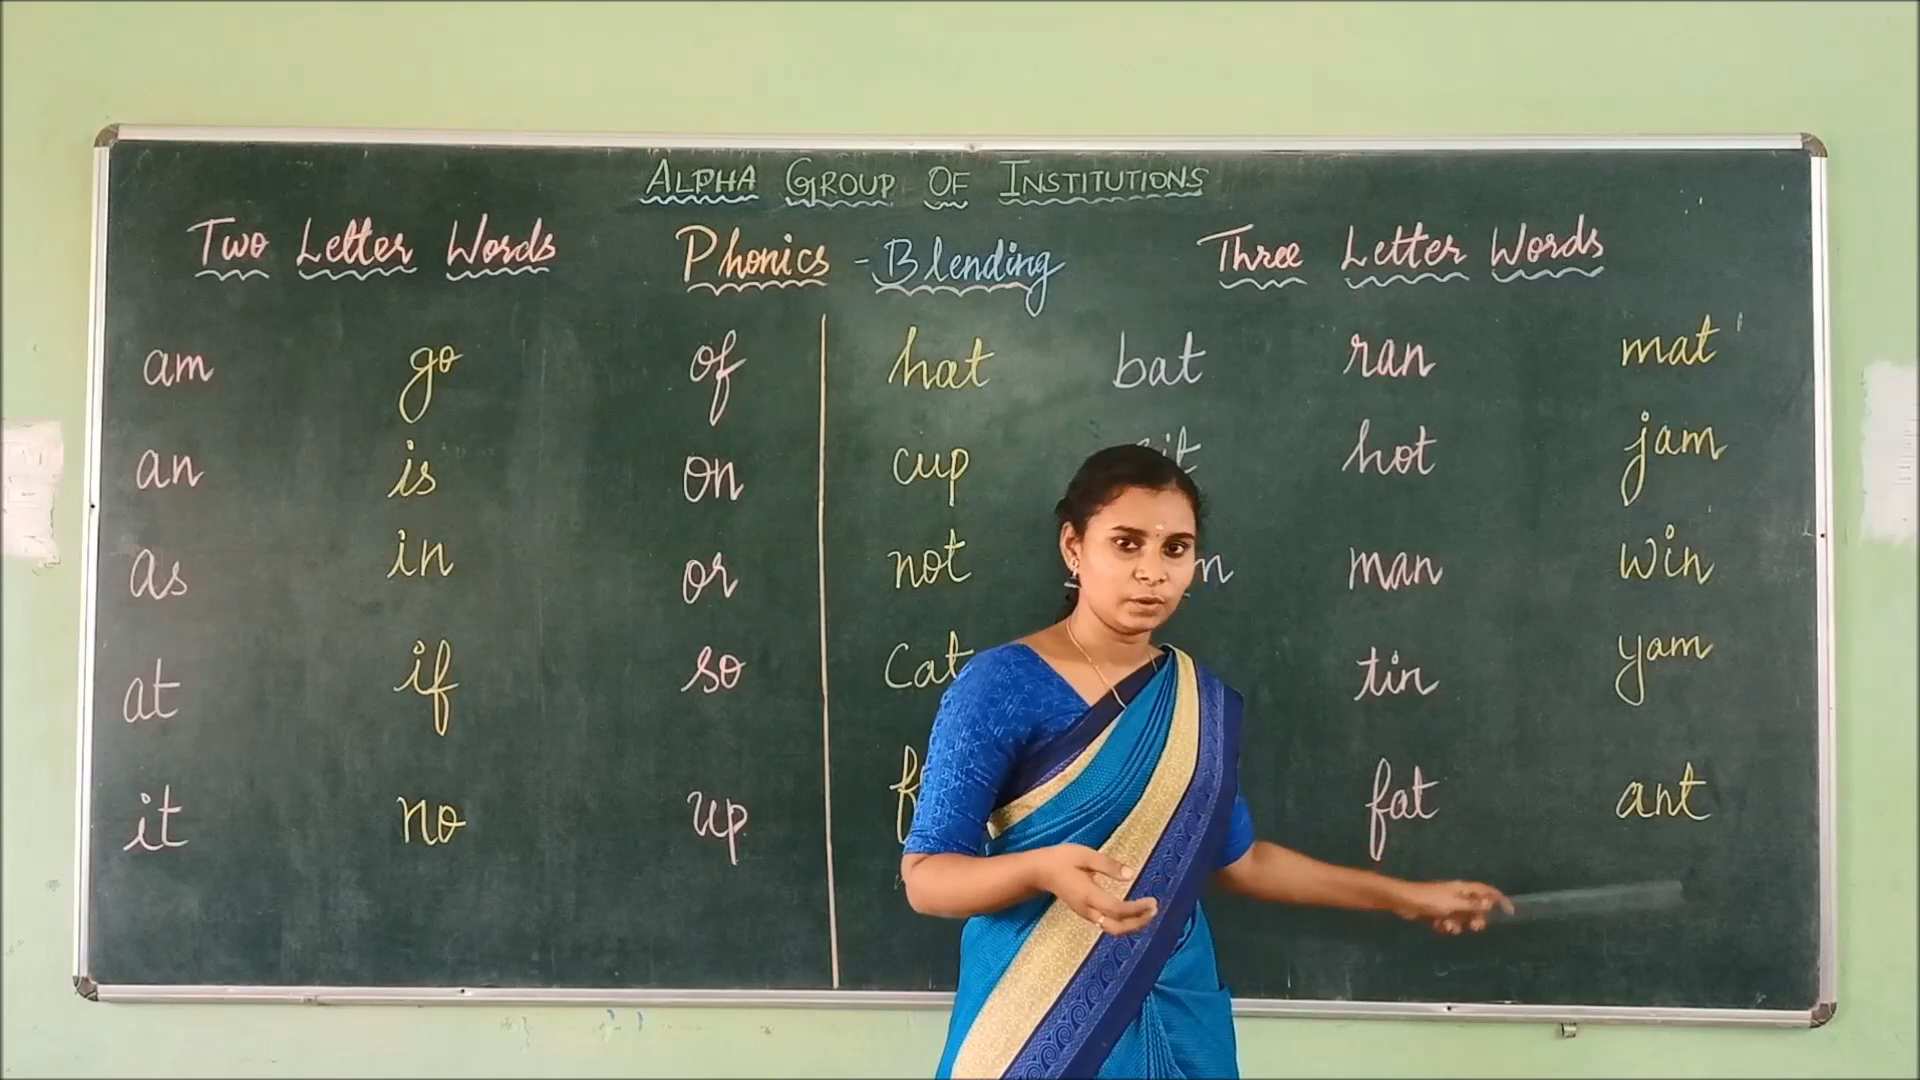 ALPHA GROUP OF INSTITUTIONS
Two Letter Words
Phonics - Blending
Three Letter Words
am go of
an is on
as in or
at if so
it no up
hat bat ran mat
cup hot jam
not man win
Cat tin yam
fat ant